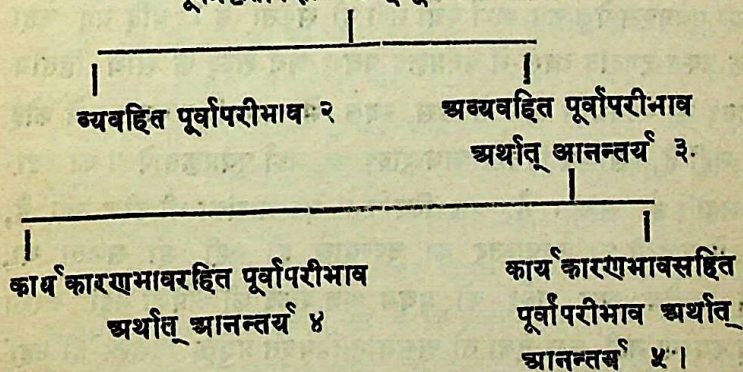 व्यवहित पूर्वापरीभाव २
अव्यवहित पूर्वापरीभाव
अर्थात् आनन्तर्य ३.
कार्यकारणभावरहित पूर्वापरीभाव
अर्थात् आनन्तर्य ४
कार्यकारणभावसहित
पूर्वापरीभाव अर्थात्
आनन्तर्य ५।